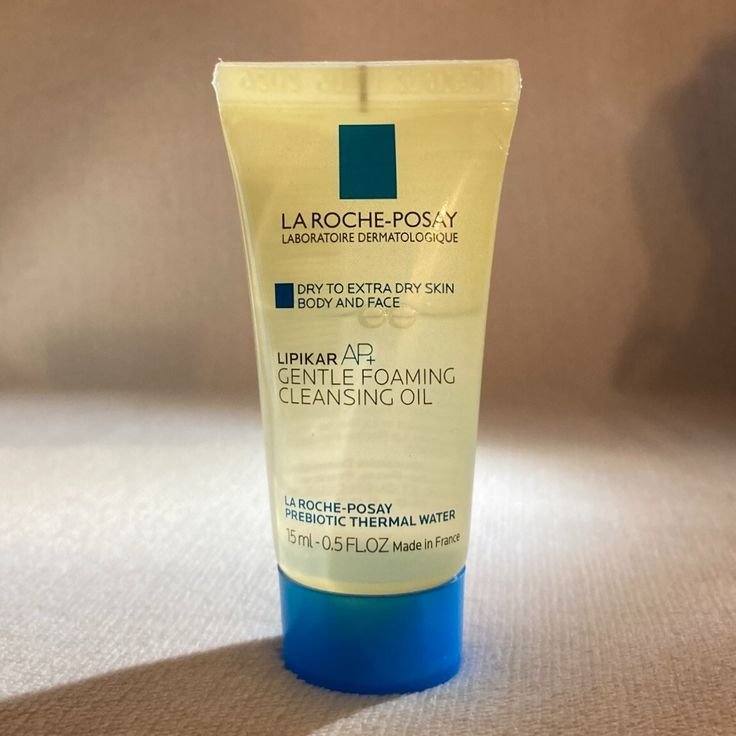 LA ROCHE-POSAY
LABORATOIRE DERMATOLOGIQUE
DRY TO EXTRA DRY SKIN
BODY AND FACE
LIPIKAR AP+
GENTLE FOAMING
CLEANSING OIL
LA ROCHE-POSAY
PREBIOTIC THERMAL WATER
15 ml - 0.5 FL.OZ Made in France